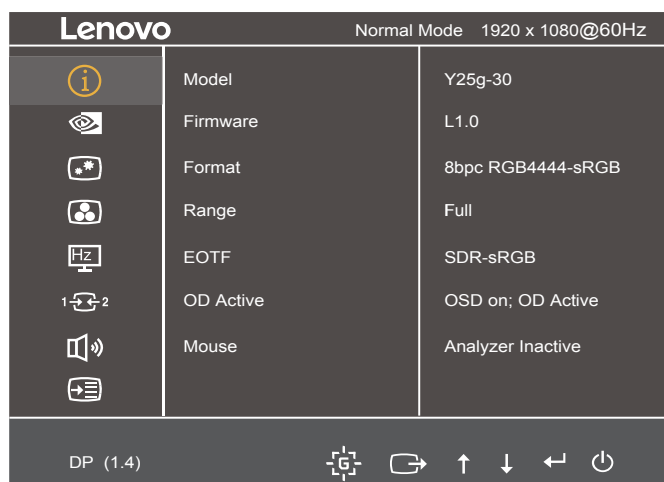 Lenovo Normal Mode 1920 x 1080@60Hz
Model Y25g-30
Firmware L1.0
Format 8bpc RGB4444-sRGB
Range Full
Hz EOTF SDR-sRGB
1 2 OD Active OSD on; OD Active
Mouse Analyzer Inactive
DP (1.4) G